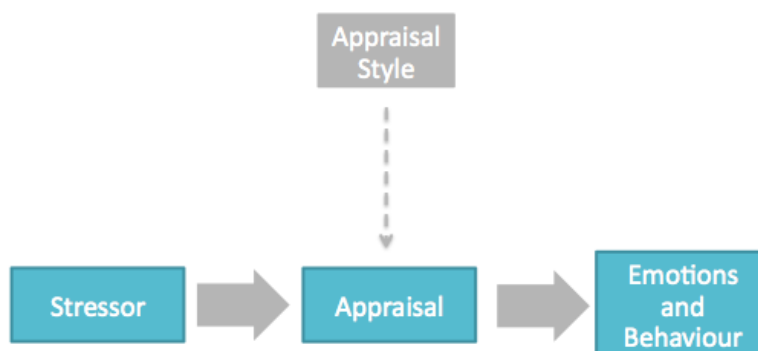 Appraisal
Style
Stressor
Appraisal
Emotions
and
Behaviour